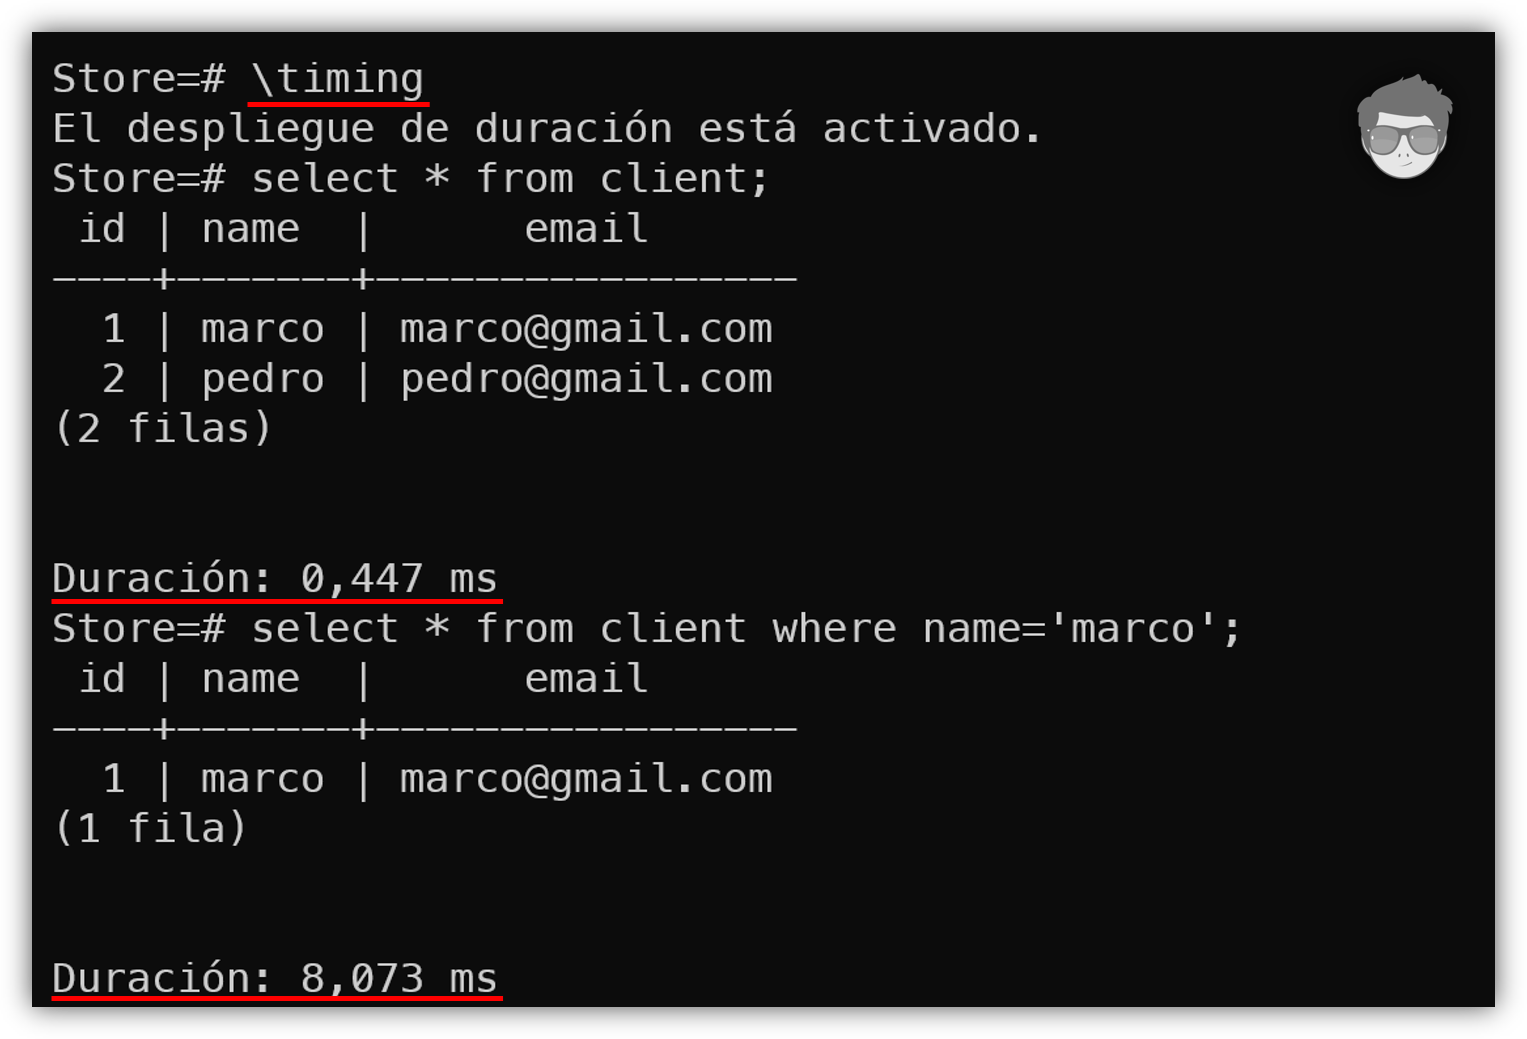 Store=# \timing
El despliegue de duración está activado.
Store=# select * from client;
 id | name  |      email
----+-------+-----------------
  1 | marco | marco@gmail.com
  2 | pedro | pedro@gmail.com
(2 filas)
Duración: 0,447 ms
Store=# select * from client where name='marco';
 id | name  |      email
----+-------+-----------------
  1 | marco | marco@gmail.com
(1 fila)
Duración: 8,073 ms